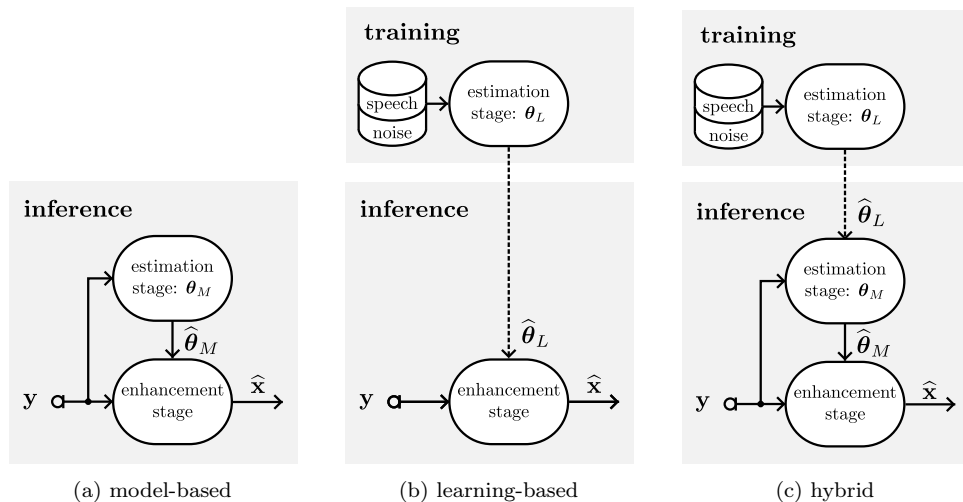 inference
estimation
stage: θ_M
θ̂_M
y
enhancement
stage
x̂
(a) model-based
training
speech
noise
estimation
stage: θ_L
inference
θ̂_L
y
enhancement
stage
x̂
(b) learning-based
training
speech
noise
estimation
stage: θ_L
θ̂_L
inference
estimation
stage: θ_M
θ̂_M
y
enhancement
stage
x̂
(c) hybrid